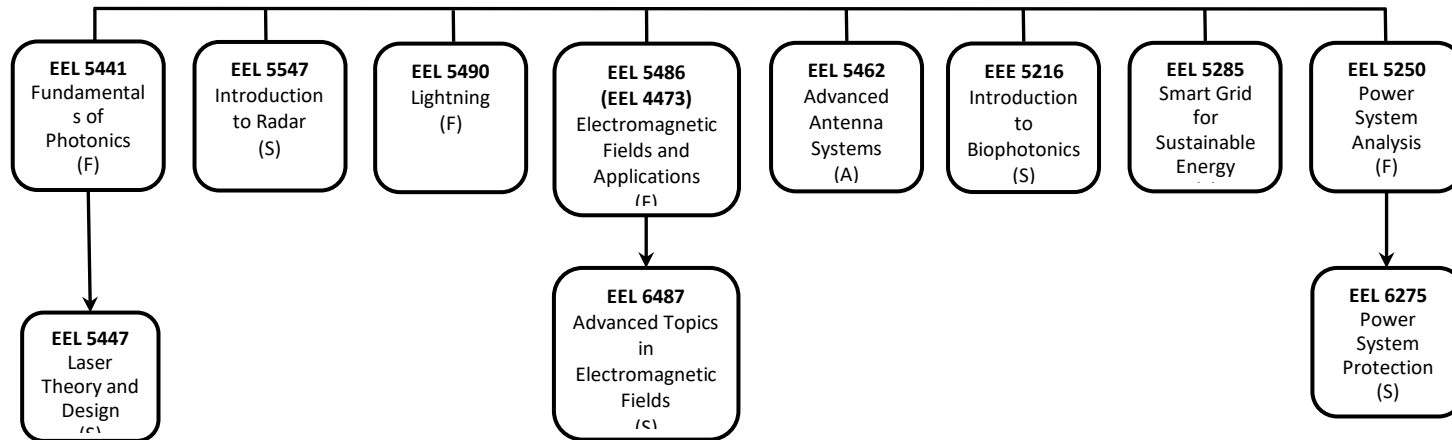 EEL 5441
Fundamental
s of
Photonics
(F)
EEL 5547
Introduction
to Radar
(S)
EEL 5490
Lightning
(F)
EEL 5486
(EEL 4473)
Electromagnetic
Fields and
Applications
(F)
EEL 5462
Advanced
Antenna
Systems
(A)
EEE 5216
Introduction
to
Biophotonics
(S)
EEL 5285
Smart Grid
for
Sustainable
Energy
EEL 5250
Power
System
Analysis
(F)
EEL 5447
Laser
Theory and
Design
(S)
EEL 6487
Advanced Topics
in
Electromagnetic
Fields
(S)
EEL 6275
Power
System
Protection
(S)